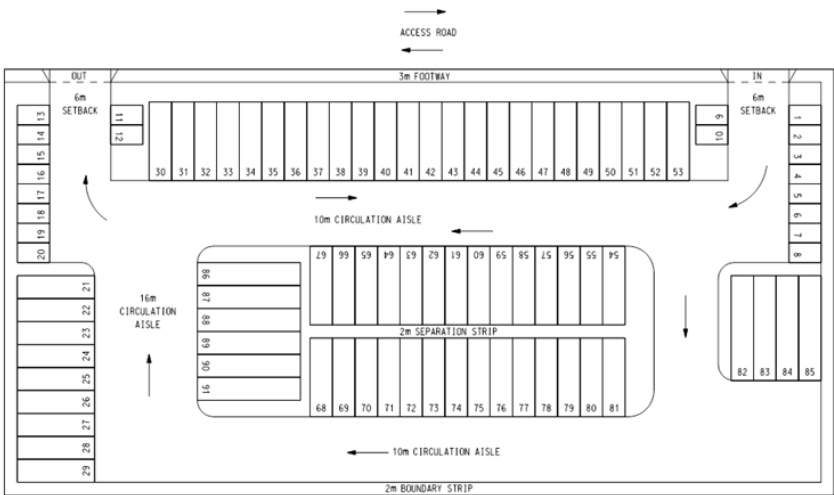 ACCESS ROAD
OUT
3m FOOTWAY
IN
6m
SETBACK
6m
SETBACK
13
14
15
16
17
18
19
20
11
12
30 31 32 33 34 35 36 37 38 39 40 41 42 43 44 45 46 47 48 49 50 51 52 53
9
10
1
2
3
4
5
6
7
8
10m CIRCULATION AISLE
67 66 65 64 63 62 61 60 59 58 57 56 55 54
21
22
23
24
25
26
27
28
29
16m
CIRCULATION
AISLE
86
87
88
89
90
91
2m SEPARATION STRIP
68 69 70 71 72 73 74 75 76 77 78 79 80 81
82 83 84 85
10m CIRCULATION AISLE
2m BOUNDARY STRIP